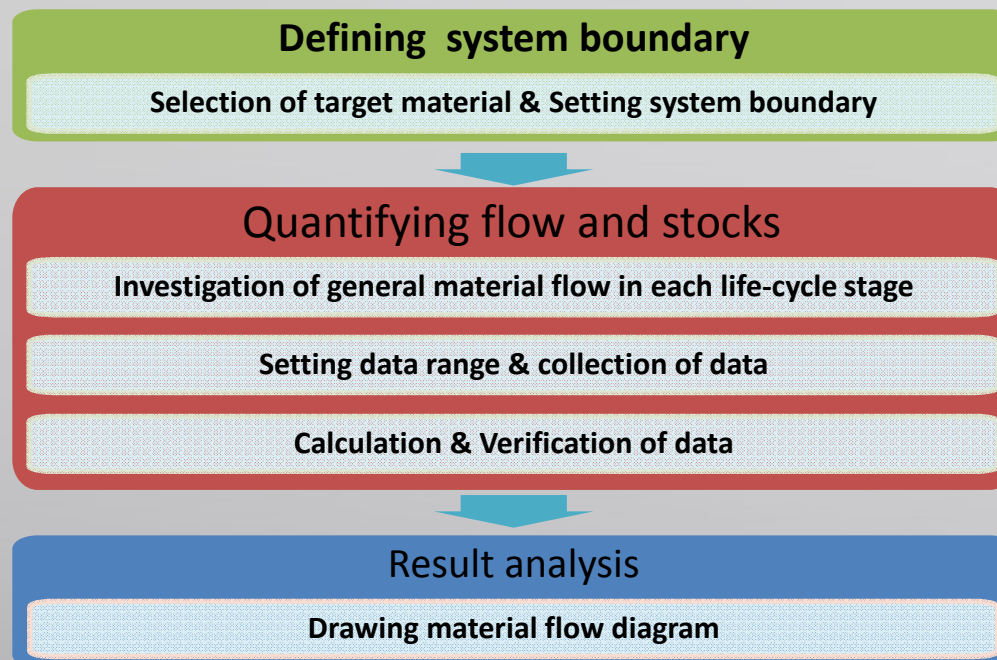 Defining system boundary
Selection of target material & Setting system boundary
Quantifying flow and stocks
Investigation of general material flow in each life-cycle stage
Setting data range & collection of data
Calculation & Verification of data
Result analysis
Drawing material flow diagram